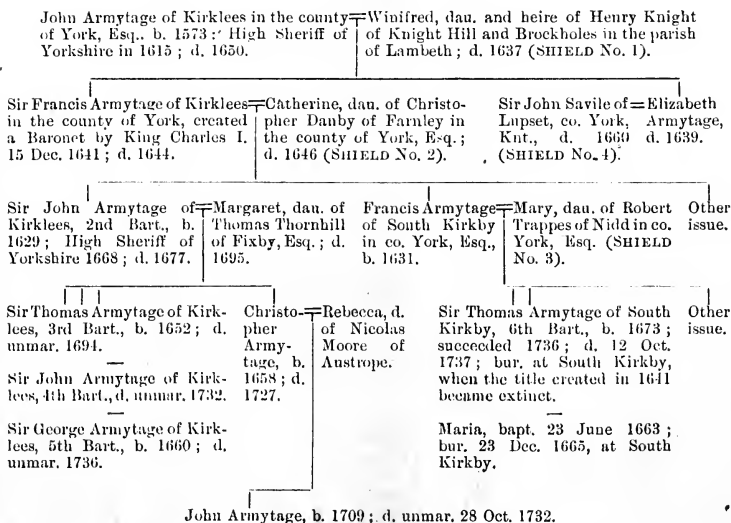 John Armytage of Kirklees in the county
of York, Esq., b. 1573 :' High Sheriff of
Yorkshire in 1615 ; d. 1650.
Winifred, dau. and heire of Henry Knight
of Knight Hill and Brockholes in the parish
of Lambeth ; d. 1637 (SHIELD No. 1).
Sir Francis Armytage of Kirklees
in the county of York, created
a Baronet by King Charles I.
15 Dec. 1641 ; d. 1644.
Catherine, dau. of Christo-
pher Danby of Farnley in
the county of York, Esq. ;
d. 1646 (SHIELD No. 2).
Sir John Savile of
Lupset, co. York,
Knt., d. 1660
(SHIELD No. 4).
Elizabeth
Armytage,
d. 1639.
Sir John Armytage of
Kirklees, 2nd Bart., b.
1629 ; High Sheriff of
Yorkshire 1668 ; d. 1677.
Margaret, dau. of
Thomas Thornhill
of Fixby, Esq. ; d.
1695.
Francis Armytage
of South Kirkby
in co. York, Esq.,
b. 1631.
Mary, dau. of Robert
Trappes of Nidd in co.
York, Esq. (SHIELD
No. 3).
Other
issue.
Sir Thomas Armytage of Kirk-
lees, 3rd Bart., b. 1652 ; d.
unmar. 1694.
Sir John Armytage of Kirk-
lees, 4th Bart., d. unmar. 1732.
Sir George Armytage of Kirk-
lees, 5th Bart., b. 1660 ; d.
unmar. 1736.
Christo-
pher
Army-
tage, b.
1658 ; d.
1727.
Rebecca, d.
of Nicolas
Moore of
Austrope.
Sir Thomas Armytage of South
Kirkby, 6th Bart., b. 1673 ;
succeeded 1736 ; d. 12 Oct.
1737 ; bur. at South Kirkby,
when the title created in 1641
became extinct.
Maria, bapt. 23 June 1663 ;
bur. 23 Dec. 1665, at South
Kirkby.
Other
issue.
John Armytage, b. 1709 ; d. unmar. 28 Oct. 1732.